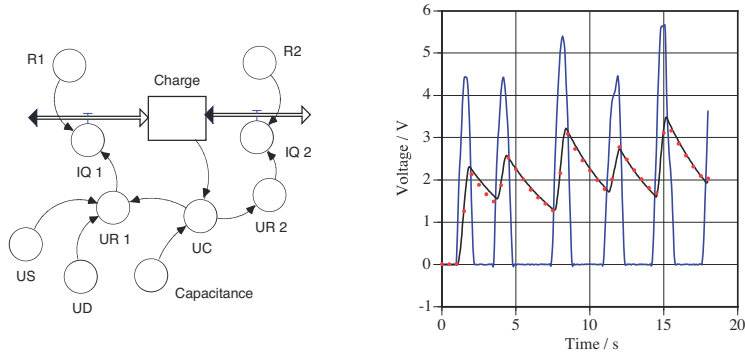 R1
R2
Charge
IQ 1
IQ 2
UR 1
UC
UR 2
US
UD
Capacitance
Voltage / V
6
5
4
3
2
1
0
-1
0
5
10
15
20
Time / s